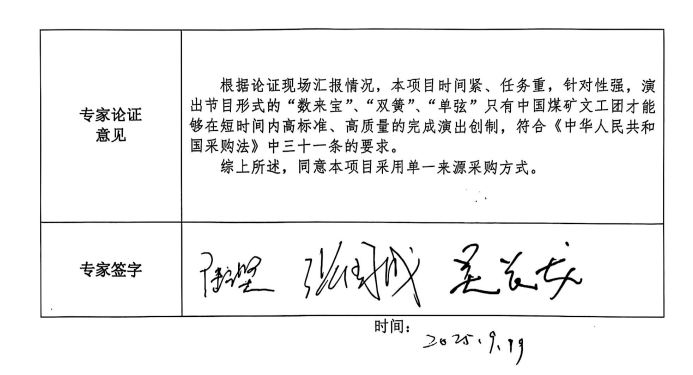 专家论证
意见
根据论证现场汇报情况，本项目时间紧、任务重，针对性强，演
出节目形式的“数来宝”、“双簧”、“单弦”只有中国煤矿文工团才能
够在短时间内高标准、高质量的完成演出创制，符合《中华人民共和
国采购法》中三十一条的要求。
综上所述，同意本项目采用单一来源采购方式。
专家签字
时间：2025.9.19